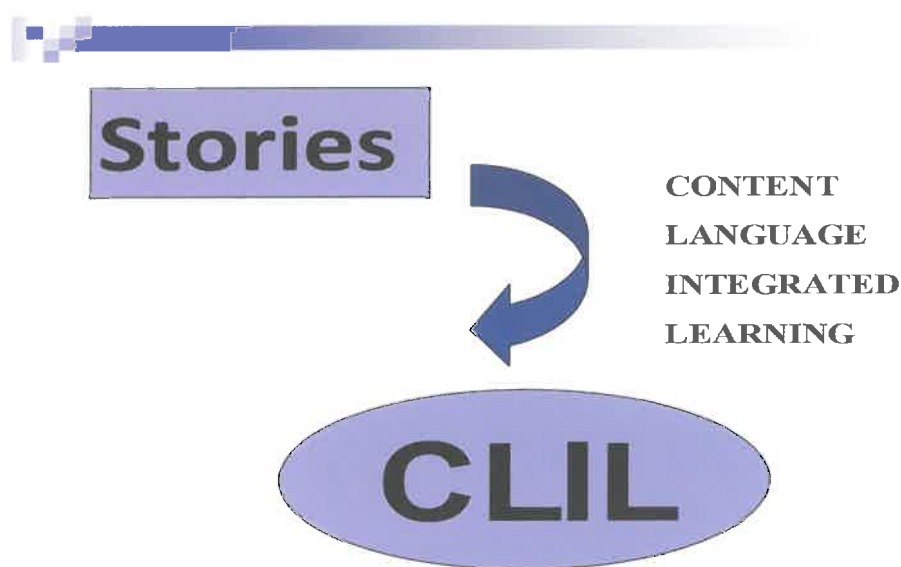 Stories
CONTENT
LANGUAGE
INTEGRATED
LEARNING
CLIL